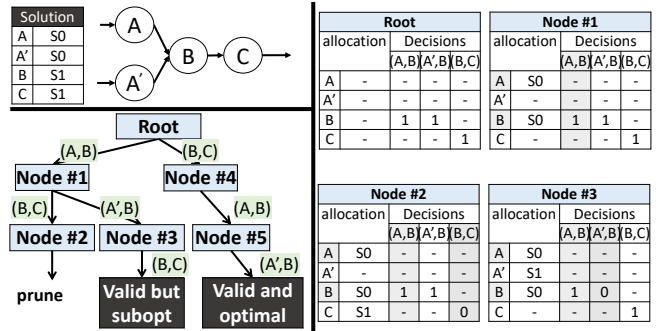 Solution
A S0
A' S0
B S1
C S1
A
A'
B
C
Root
(A,B) (B,C)
Node #1 Node #4
(B,C) (A',B) (A,B)
Node #2 Node #3 Node #5
(B,C) (A',B)
prune
Valid but
subopt
Valid and
optimal
Root
allocation Decisions
(A,B) (A',B) (B,C)
A - - - -
A' - - - -
B - 1 1 -
C - - - 1
Node #1
allocation Decisions
(A,B) (A',B) (B,C)
A S0 - - -
A' - - - -
B S0 1 1 -
C - - - 1
Node #2
allocation Decisions
(A,B) (A',B) (B,C)
A S0 - - -
A' - - - -
B S0 1 1 -
C S1 - - 0
Node #3
allocation Decisions
(A,B) (A',B) (B,C)
A S0 - - -
A' S1 - - -
B S0 1 0 -
C - - - 1